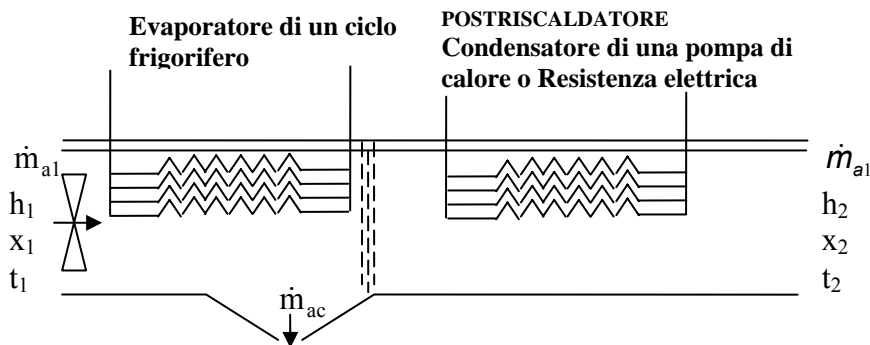 Evaporatore di un ciclo
frigorifero
POSTRISCALDATORE
Condensatore di una pompa di
calore o Resistenza elettrica
ṁa1
h1
x1
t1
ṁa1
h2
x2
t2
ṁac